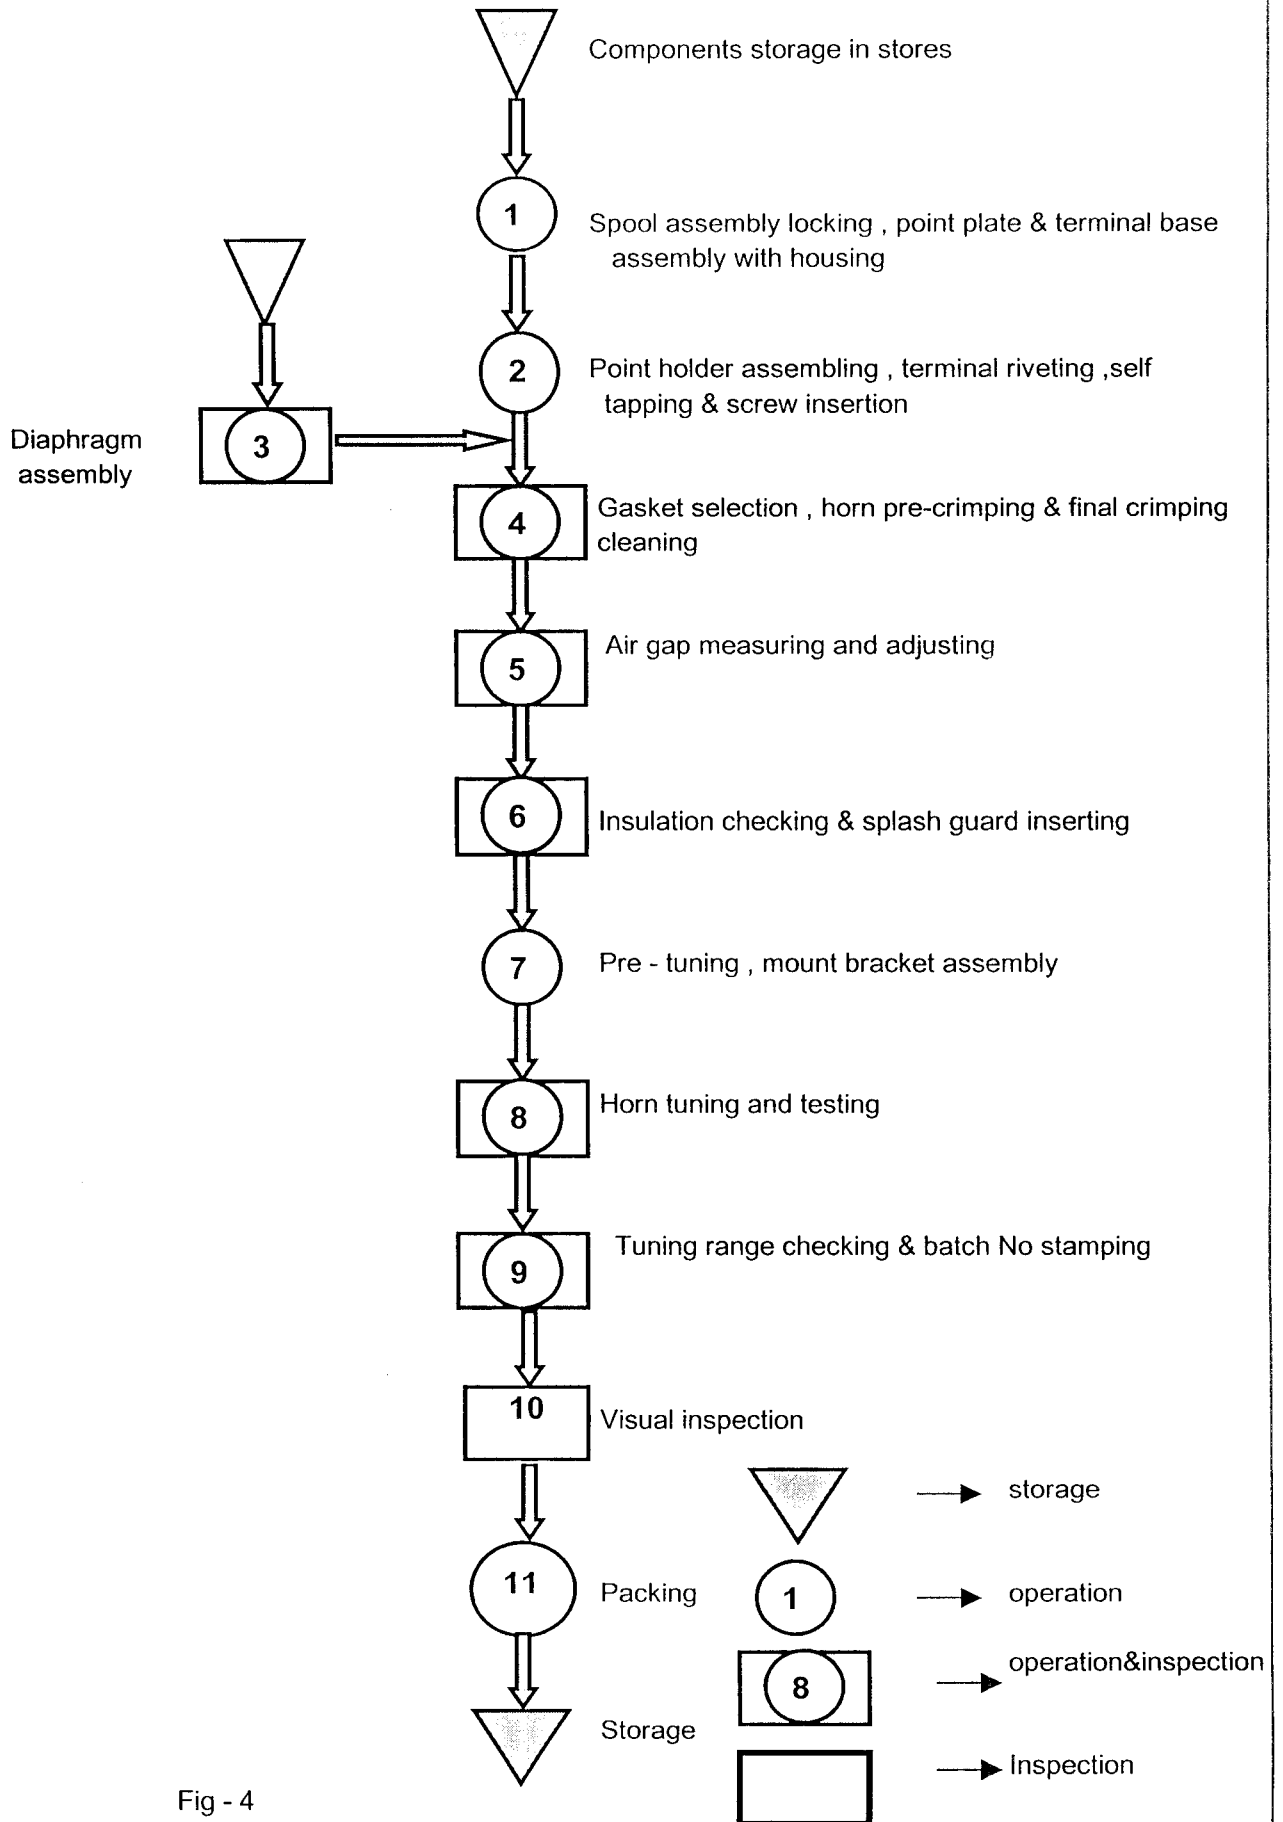 Components storage in stores
1
Spool assembly locking , point plate & terminal base
assembly with housing
2
Point holder assembling , terminal riveting ,self
tapping & screw insertion
Diaphragm
assembly
3
4
Gasket selection , horn pre-crimping & final crimping
cleaning
5
Air gap measuring and adjusting
6
Insulation checking & splash guard inserting
7
Pre - tuning , mount bracket assembly
8
Horn tuning and testing
9
Tuning range checking & batch No stamping
10
Visual inspection
11
Packing
Storage
storage
1
operation
8
operation&inspection
Inspection
Fig - 4